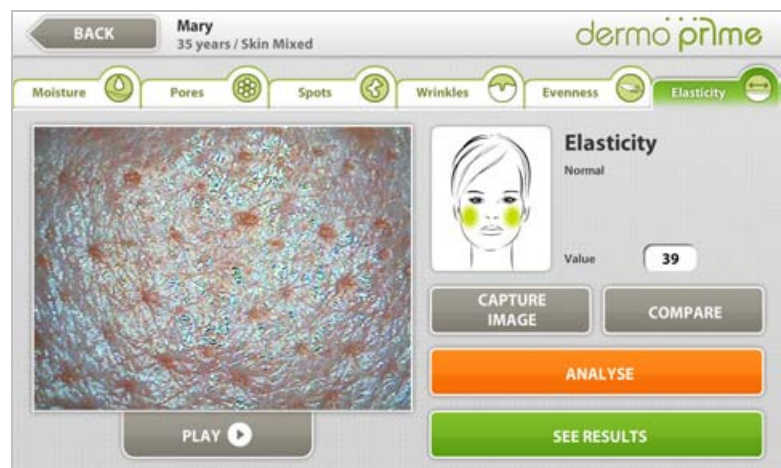 BACK
Mary
35 years / Skin Mixed
dermo prime
Moisture
Pores
Spots
Wrinkles
Evenness
Elasticity
Elasticity
Normal
Value 39
CAPTURE
IMAGE
COMPARE
ANALYSE
PLAY
SEE RESULTS